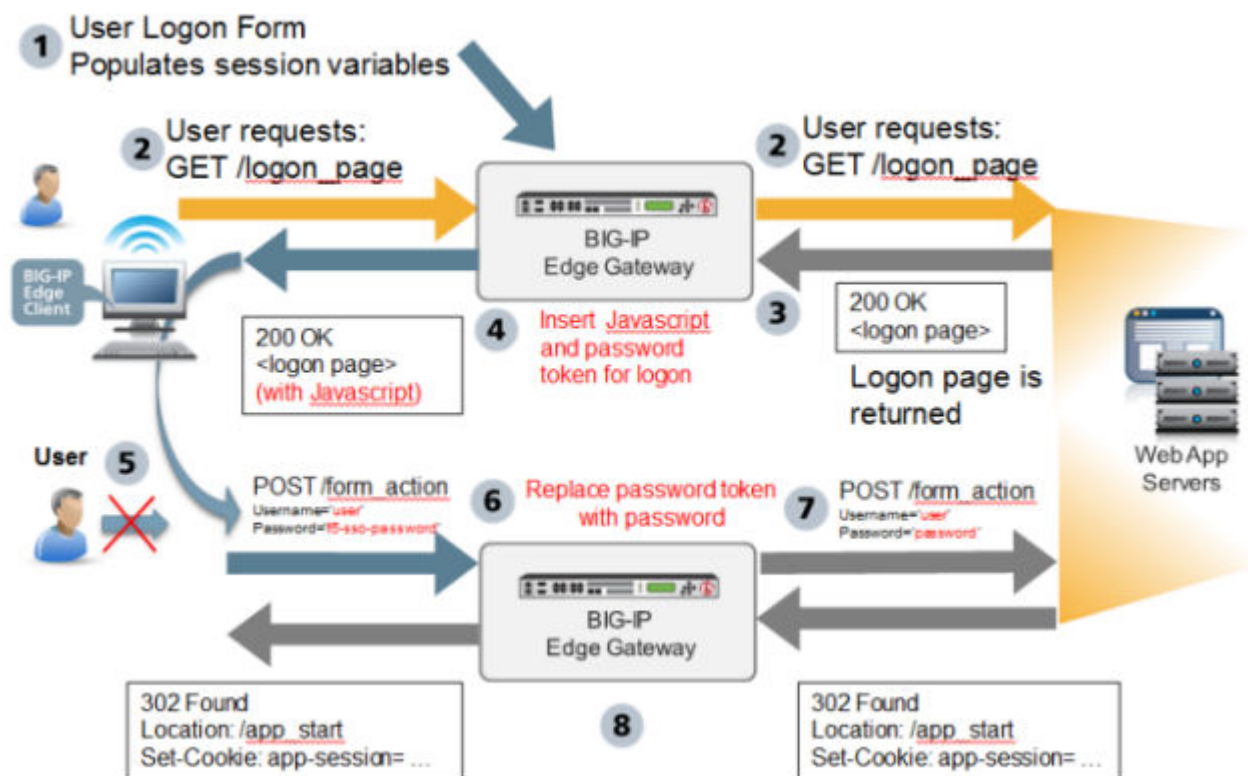 1 User Logon Form
Populates session variables
2 User requests:
GET /logon_page
2 User requests:
GET /logon_page
BIG-IP
Edge Gateway
BIG-IP
Edge
Client
200 OK
<logon page>
(with Javascript)
4 Insert Javascript
and password
token for logon
3
200 OK
<logon page>
Logon page is
returned
Web App
Servers
User
5
POST /form_action
Username='user'
Password='f5-sso-password'
6 Replace password token
with password
7 POST /form_action
Username='user'
Password='password'
BIG-IP
Edge Gateway
302 Found
Location: /app_start
Set-Cookie: app-session= ...
8
302 Found
Location: /app_start
Set-Cookie: app-session= ...